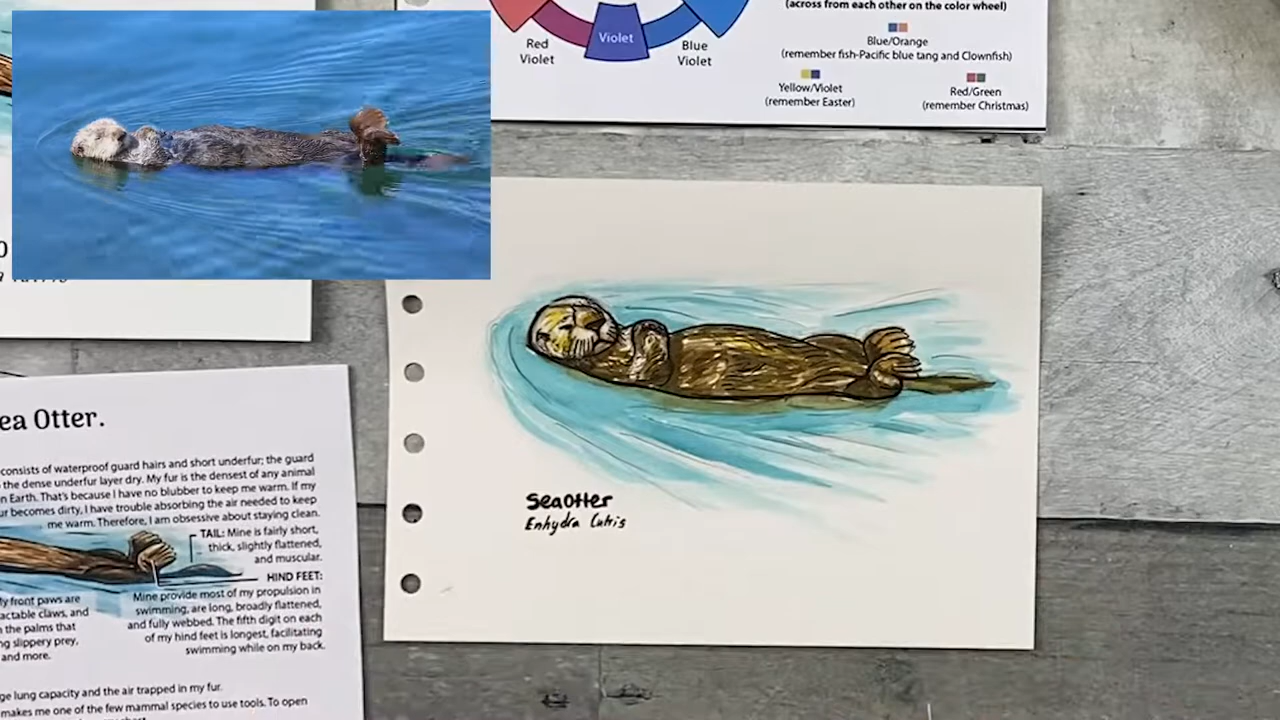 (across from each other on the color wheel)
Red
Violet
Violet
Blue
Violet
Blue/Orange
(remember fish-Pacific blue tang and Clownfish)
Yellow/Violet
(remember Easter)
Red/Green
(remember Christmas)
Sea Otter
Enhydra Lutris
ea Otter.
consists of waterproof guard hairs and short underfur; the guard
the dense underfur layer dry. My fur is the densest of any animal
n Earth. That's because I have no blubber to keep me warm. If my
ur becomes dirty, I have trouble absorbing the air needed to keep
me warm. Therefore, I am obsessive about staying clean.
TAIL: Mine is fairly short,
thick, slightly flattened,
and muscular.
HIND FEET:
Mine provide most of my propulsion in
swimming, are long, broadly flattened,
and fully webbed. The fifth digit on each
of my hind feet is longest, facilitating
swimming while on my back.
y front paws are
actable claws, and
the palms that
ng slippery prey,
and more.
ge lung capacity and the air trapped in my fur.
makes me one of the few mammal species to use tools. To open